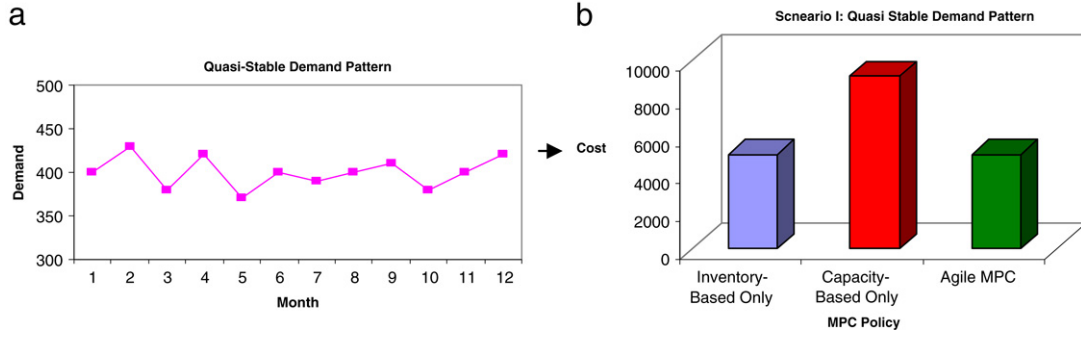 a
Quasi-Stable Demand Pattern
500
450
400
350
300
Demand
1 2 3 4 5 6 7 8 9 10 11 12
Month
b
Scneario I: Quasi Stable Demand Pattern
Cost
10000
8000
6000
4000
2000
0
Inventory-
Based Only
Capacity-
Based Only
Agile MPC
MPC Policy